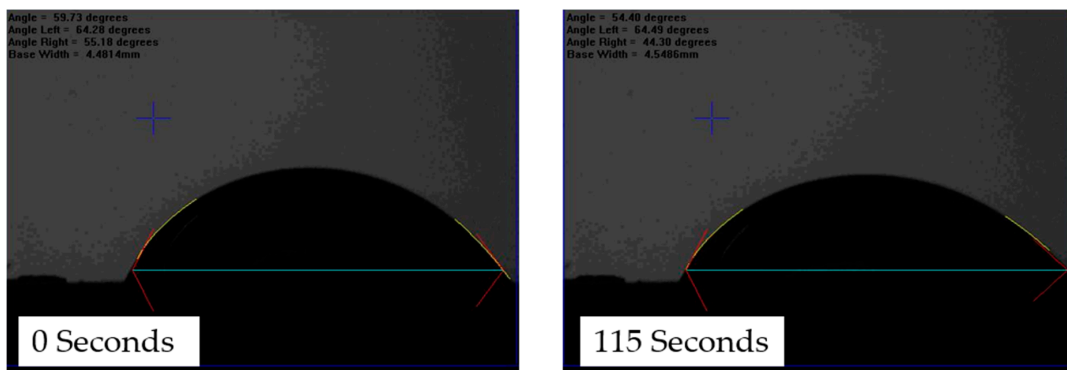 Angle = 59.73 degrees
Angle Left = 64.28 degrees
Angle Right = 55.18 degrees
Base Width = 4.4814mm
0 Seconds
Angle = 54.40 degrees
Angle Left = 64.49 degrees
Angle Right = 44.30 degrees
Base Width = 4.5486mm
115 Seconds